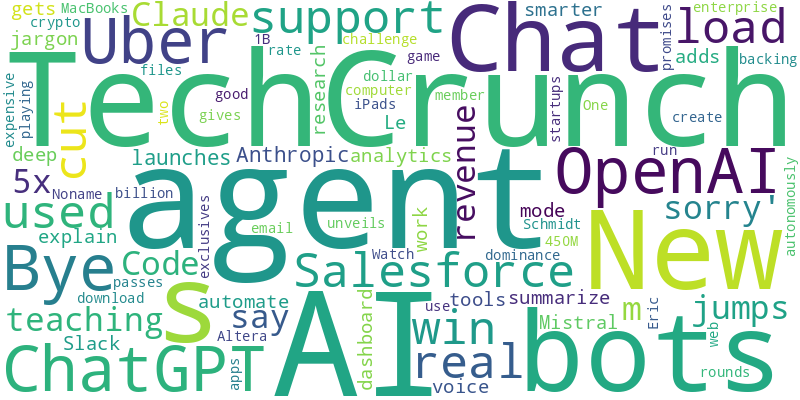 gets
MacBooks
Claude
support
Chat
smarter
promises
enterprise
load
crypto
jargon
Uber
1B
rate
challenge
game
adds
backing
TechCrunch
files
expensive
playing
cut
two
good
gives
research
dollar
computer
iPads
member
Le
startups
One
create
deep
launches
Anthropic
analytics
revenue
OpenAI
run
autonomously
5x
Noname
billion
agent
mode
Schmidt
sorry'
used
explain
exclusives
email
unveils
work
Watch
450M
dominance
New
Bye
Code
Salesforce
download
passes
s
automate
tools
summarize
m
Eric
jumps
teaching
say
AI
dashboard
use
win
Mistral
web
bots
Slack
Altera
ChatGPT
apps
real
voice
rounds